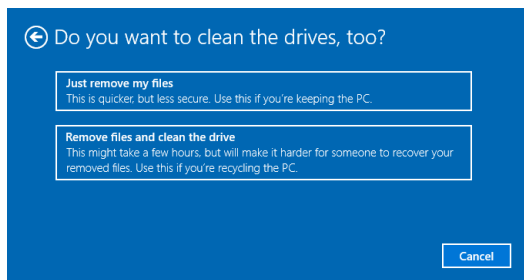 Do you want to clean the drives, too?
Just remove my files
This is quicker, but less secure. Use this if you're keeping the PC.
Remove files and clean the drive
This might take a few hours, but will make it harder for someone to recover your
removed files. Use this if you're recycling the PC.
Cancel